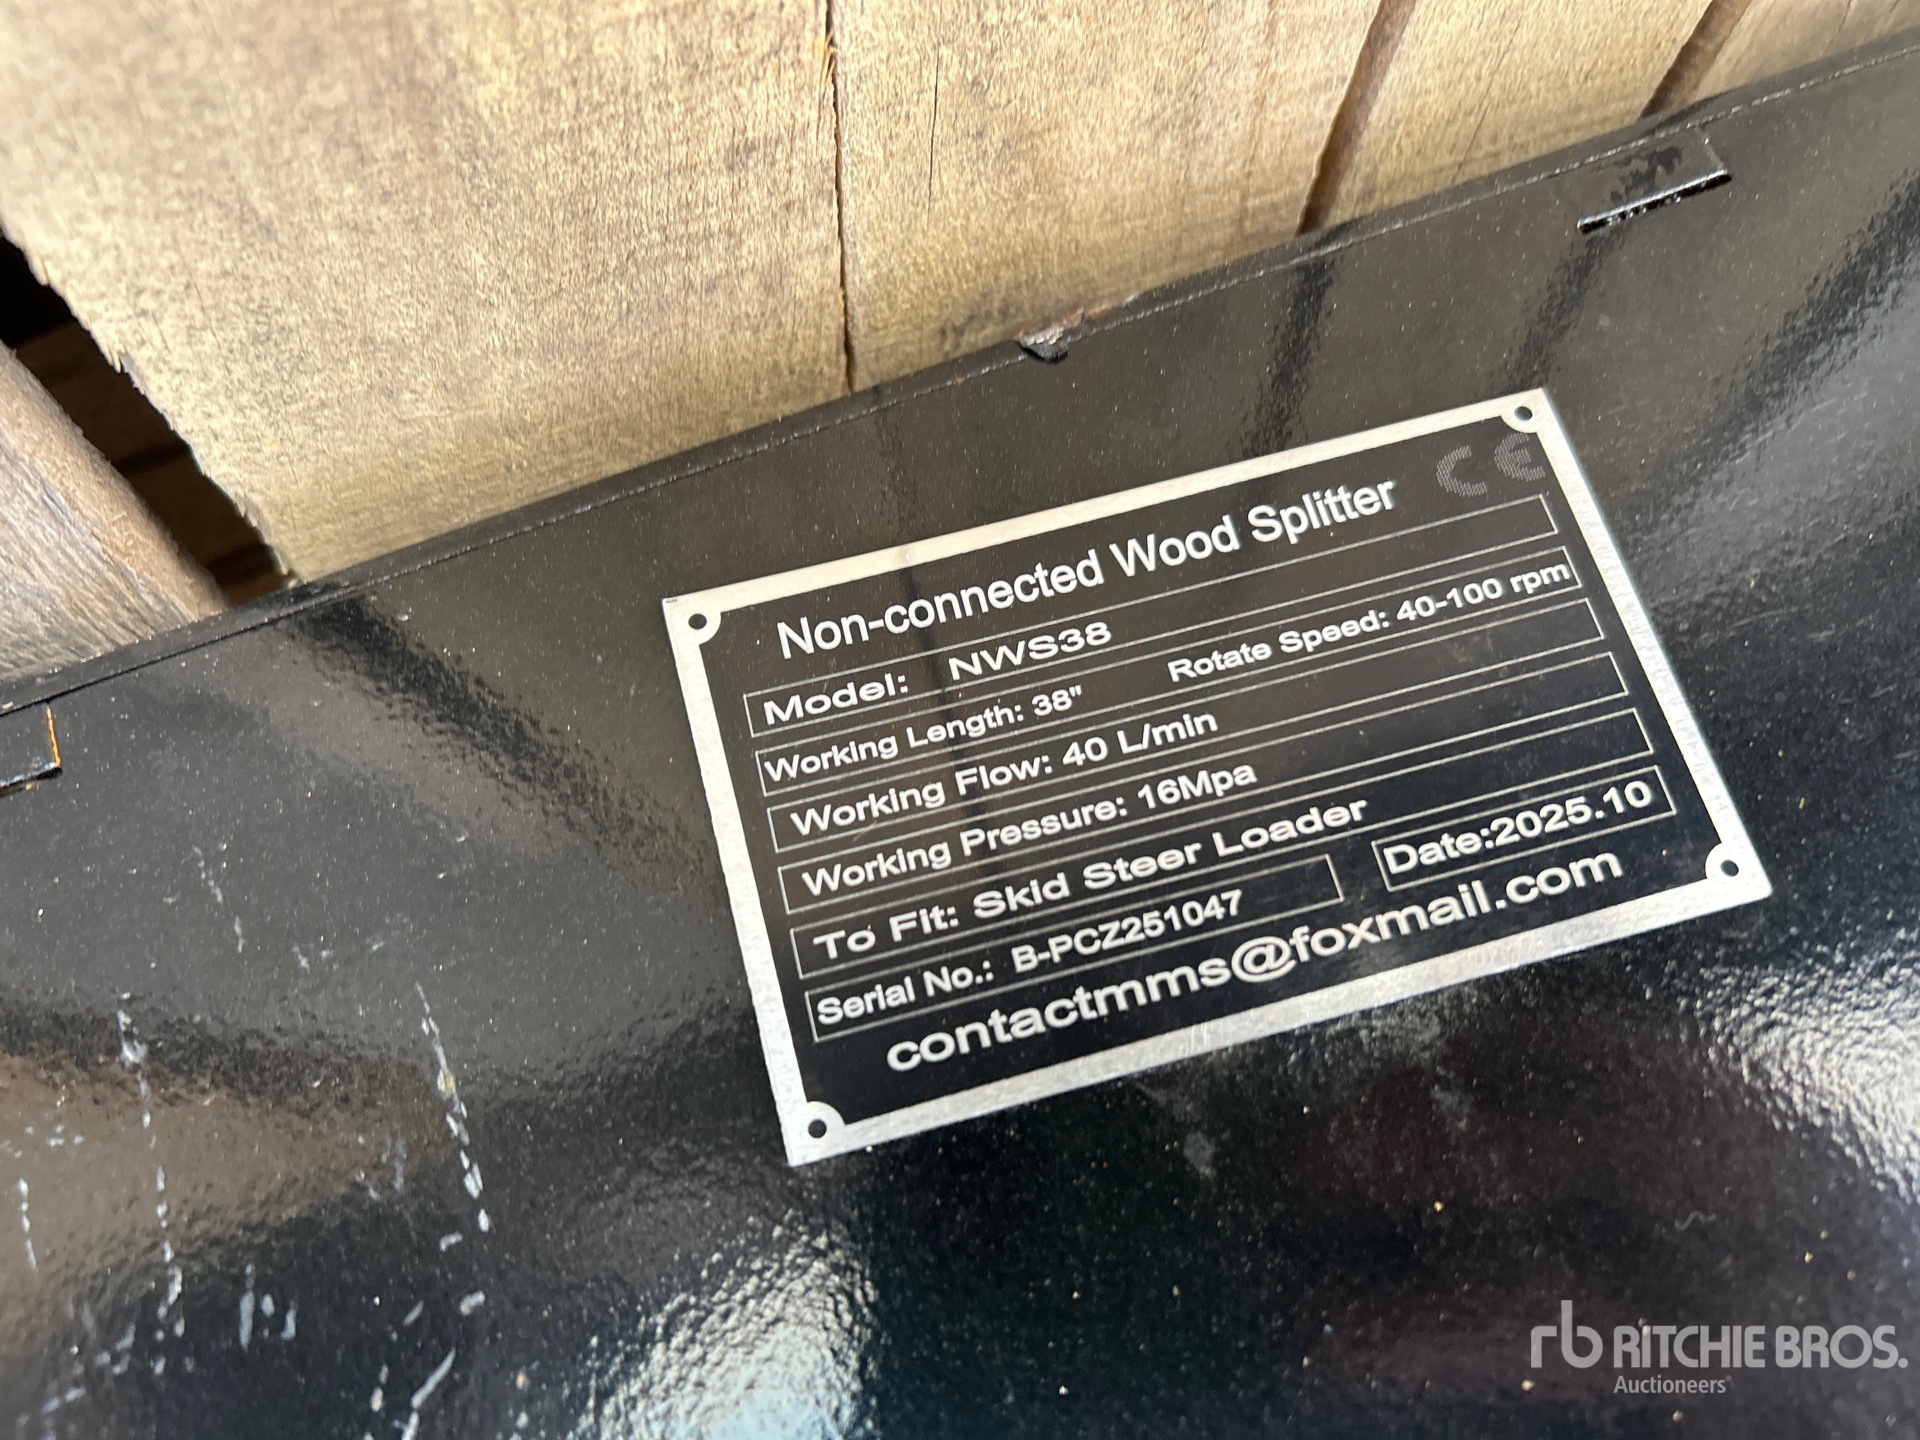 CE
Non-connected Wood Splitter
Model: NWS38
Working Length: 38" Rotate Speed: 40-100 rpm
Working Flow: 40 L/min
Working Pressure: 16Mpa
To Fit: Skid Steer Loader
Serial No.: B-PCZ251047 Date:2025.10
contactmms@foxmail.com
rb RITCHIE BROS.
Auctioneers